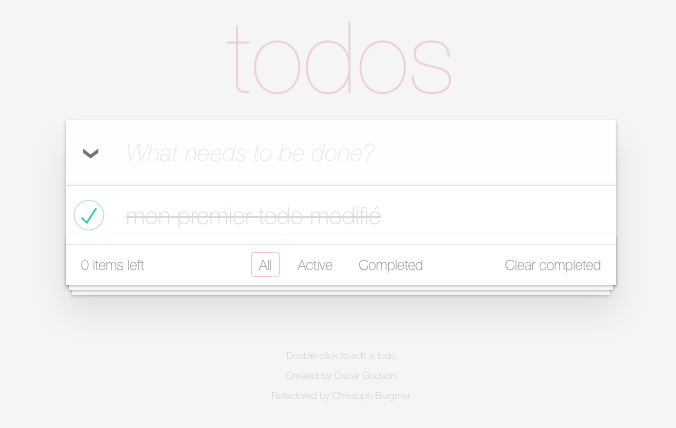 todos
What needs to be done?
mon premier todo modifié
0 items left All Active Completed Clear completed
Double-click to edit a todo
Created by Oscar Godson
Refactored by Christoph Burgmer